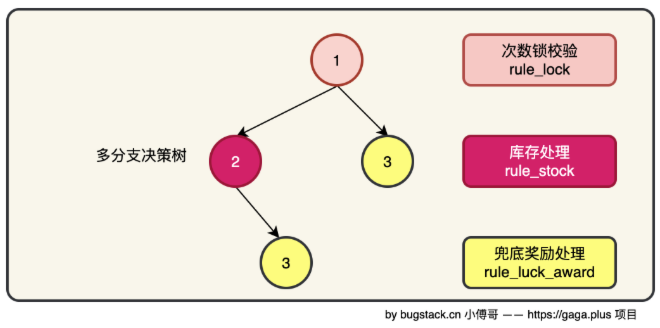 1
次数锁校验
rule_lock
多分支决策树
2
3
库存处理
rule_stock
3
兜底奖励处理
rule_luck_award
by bugstack.cn 小傅哥 —— https://gaga.plus 项目